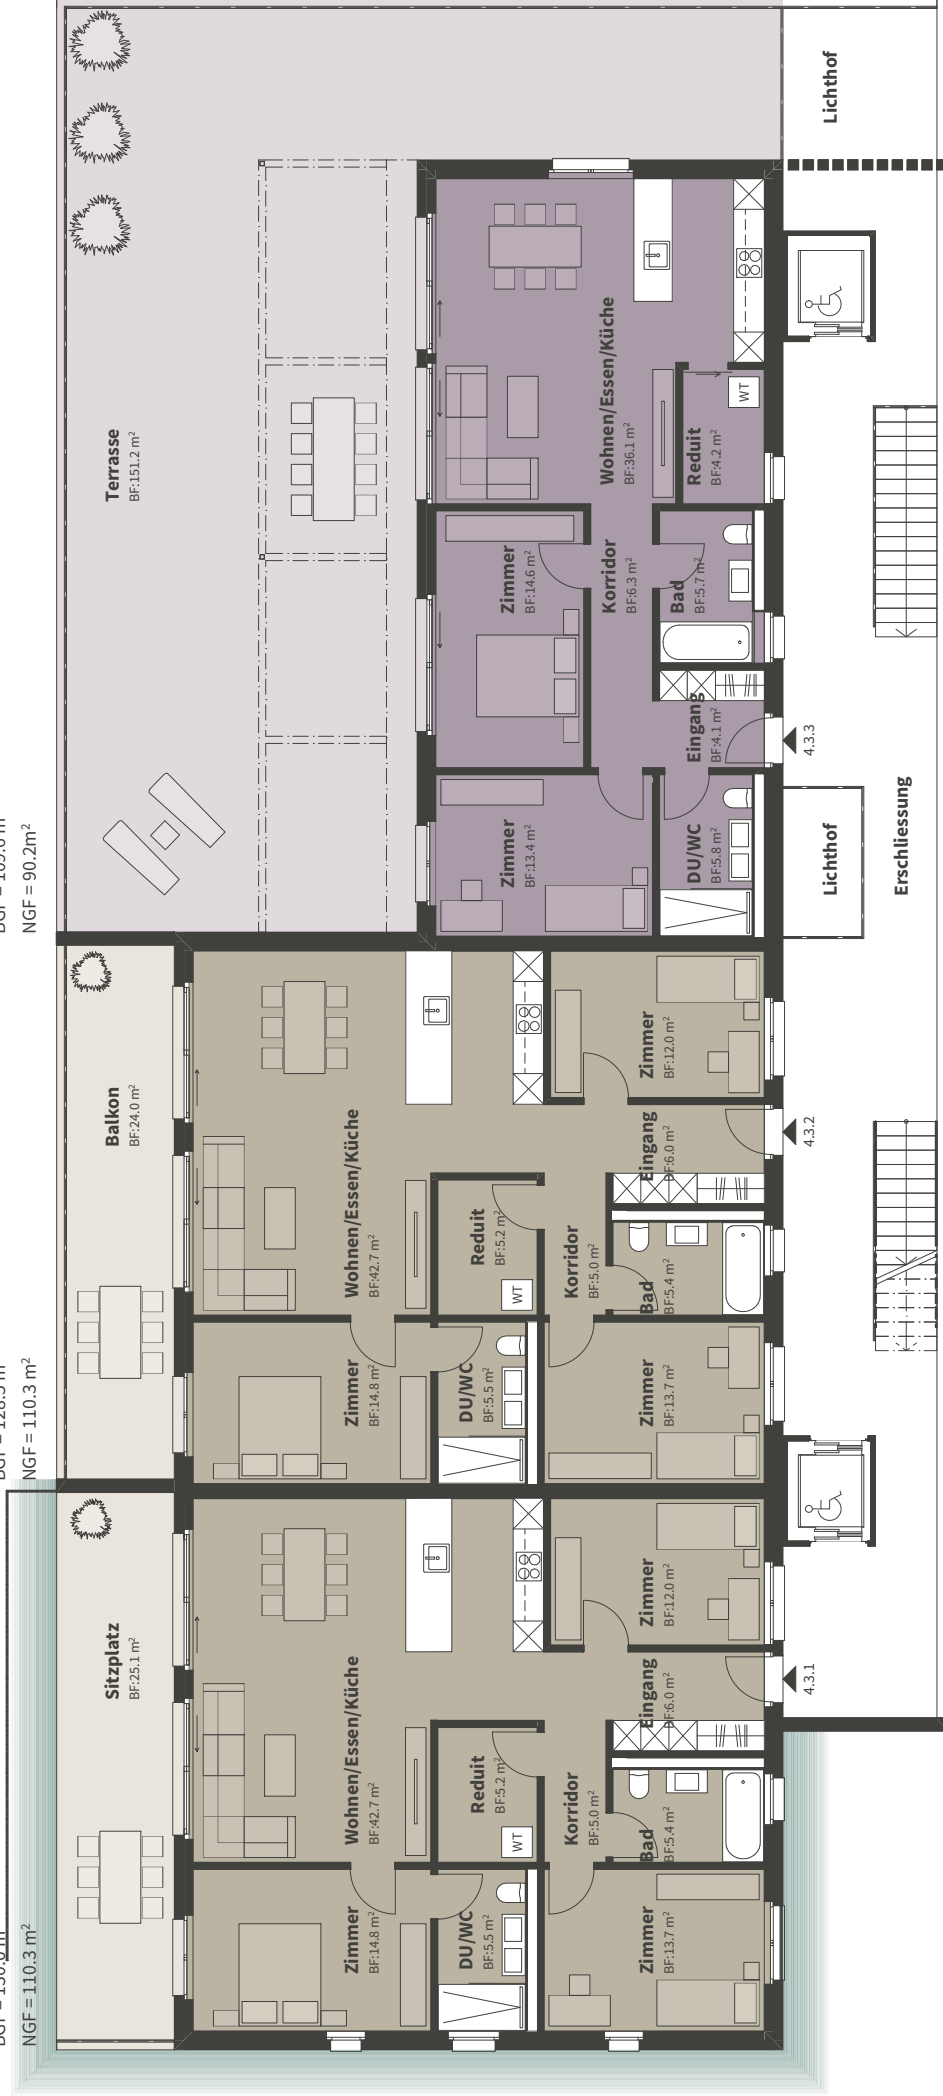 NGF = 110.3 m²
Sitzplatz
BF:25.1 m²
Zimmer
BF:14.8 m²
Wohnen/Essen/Küche
BF:42.7 m²
DU/WC
BF:5.5 m²
Reduit
BF:5.2 m²
WT
Korridor
BF:5.0 m²
Zimmer
BF:13.7 m²
Bad
BF:5.4 m²
Eingang
BF:6.0 m²
Zimmer
BF:12.0 m²
4.3.1
NGF = 110.3 m²
Balkon
BF:24.0 m²
Zimmer
BF:14.8 m²
Wohnen/Essen/Küche
BF:42.7 m²
DU/WC
BF:5.5 m²
Reduit
BF:5.2 m²
WT
Korridor
BF:5.0 m²
Zimmer
BF:13.7 m²
Bad
BF:5.4 m²
Eingang
BF:6.0 m²
Zimmer
BF:12.0 m²
4.3.2
NGF = 90.2m²
Terrasse
BF:151.2 m²
Zimmer
BF:13.4 m²
Zimmer
BF:14.6 m²
Wohnen/Essen/Küche
BF:36.1 m²
Korridor
BF:6.3 m²
DU/WC
BF:5.8 m²
Eingang
BF:4.1 m²
Bad
BF:5.7 m²
Reduit
BF:4.2 m²
WT
4.3.3
Lichthof
Lichthof
Erschliessung